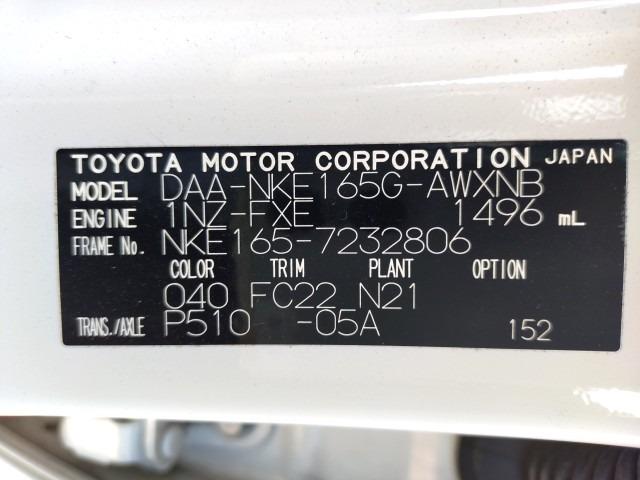 TOYOTA MOTOR CORPORATION JAPAN
MODEL DAA-NKE165G-AWXNB
ENGINE 1NZ-FXE 1496 mL
FRAME No. NKE165-7232806
COLOR TRIM PLANT OPTION
040 FC22 N21
TRANS./AXLE P510 -05A 152